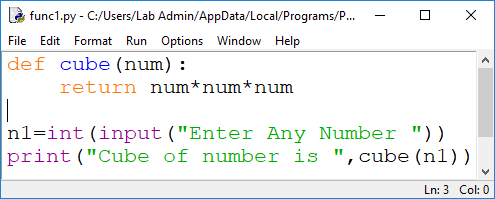 func1.py - C:/Users/Lab Admin/AppData/Local/Programs/P...
File Edit Format Run Options Window Help
def cube(num):
    return num*num*num
n1=int(input("Enter Any Number "))
print("Cube of number is ",cube(n1))
Ln: 3 Col: 0